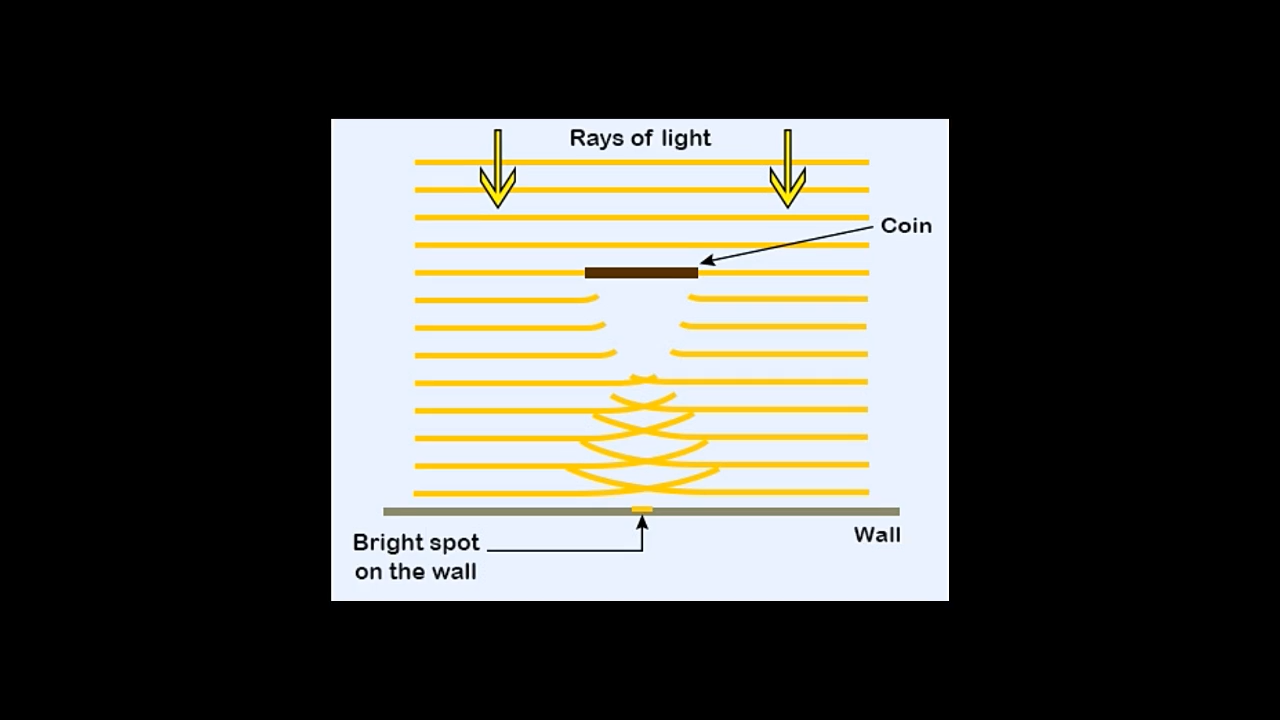 Rays of light
Coin
Wall
Bright spot
on the wall